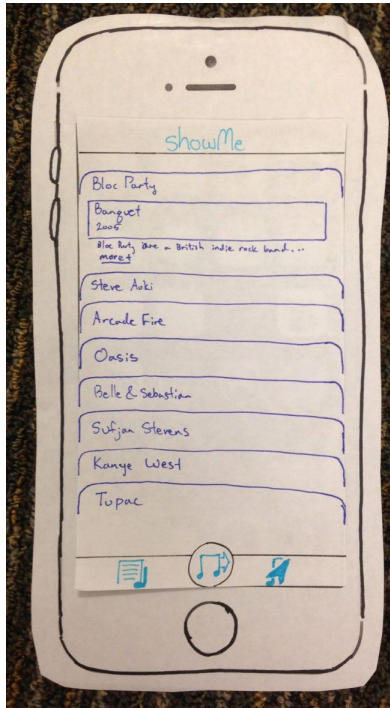 showMe
Bloc Party
Banquet
2005
Bloc Party are a British indie rock band...
more+
Steve Aoki
Arcade Fire
Oasis
Belle & Sebastian
Sufjan Stevens
Kanye West
Tupac